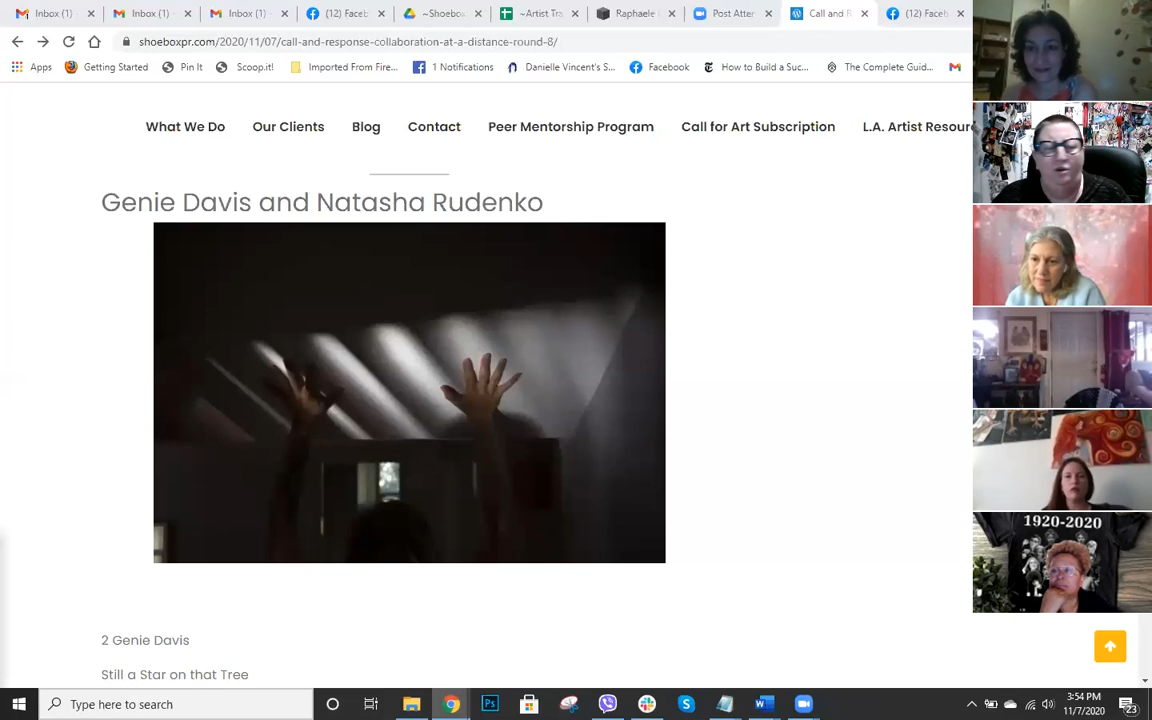 Inbox (1)
Inbox (1)
Inbox (1)
(12) Faceb
~Shoebo
~Artist Tra
Raphaele
Post Atter
Call and R
(12) Faceb
shoeboxpr.com/2020/11/07/call-and-response-collaboration-at-a-distance-round-8/
Apps
Getting Started
Pin It
Scoop.it!
Imported From Fire...
1 Notifications
Danielle Vincent's S...
Facebook
How to Build a Suc...
The Complete Guid...
What We Do
Our Clients
Blog
Contact
Peer Mentorship Program
Call for Art Subscription
L.A. Artist Resour
Genie Davis and Natasha Rudenko
1920-2020
2 Genie Davis
Still a Star on that Tree
Type here to search
3:54 PM
11/7/2020
23